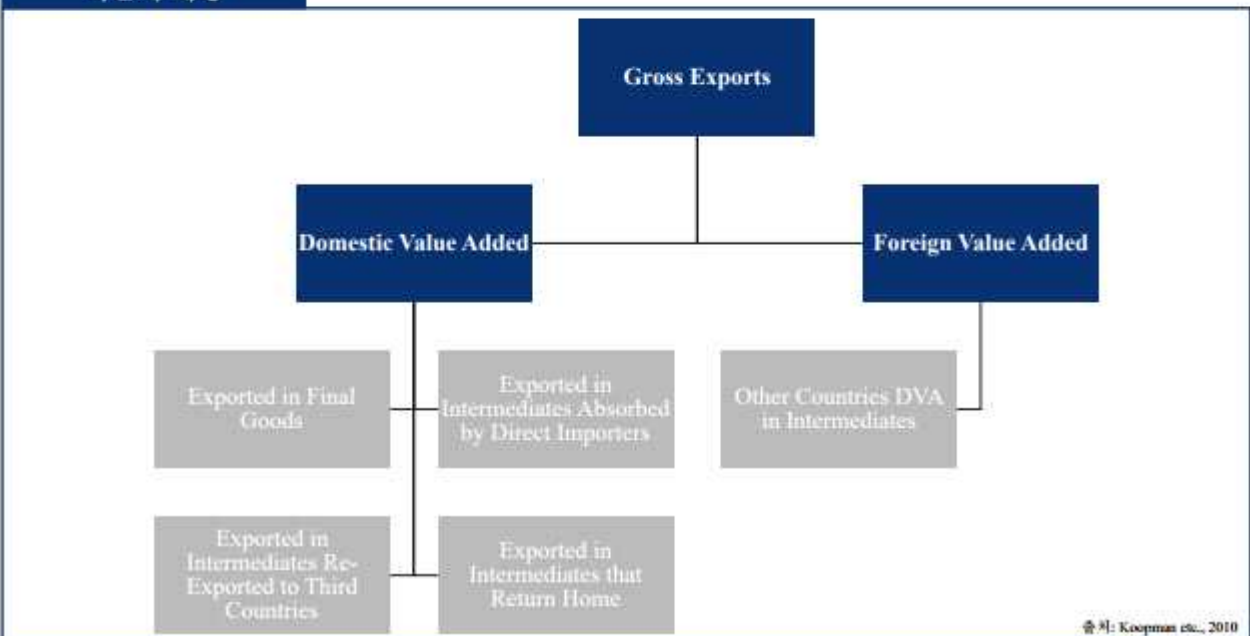 Gross Exports
Domestic Value Added
Foreign Value Added
Exported in Final
Goods
Exported in
Intermediates Absorbed
by Direct Importers
Other Countries DVA
in Intermediates
Exported in
Intermediates Re-
Exported to Third
Countries
Exported in
Intermediates that
Return Home
출처: Koopman etc., 2010